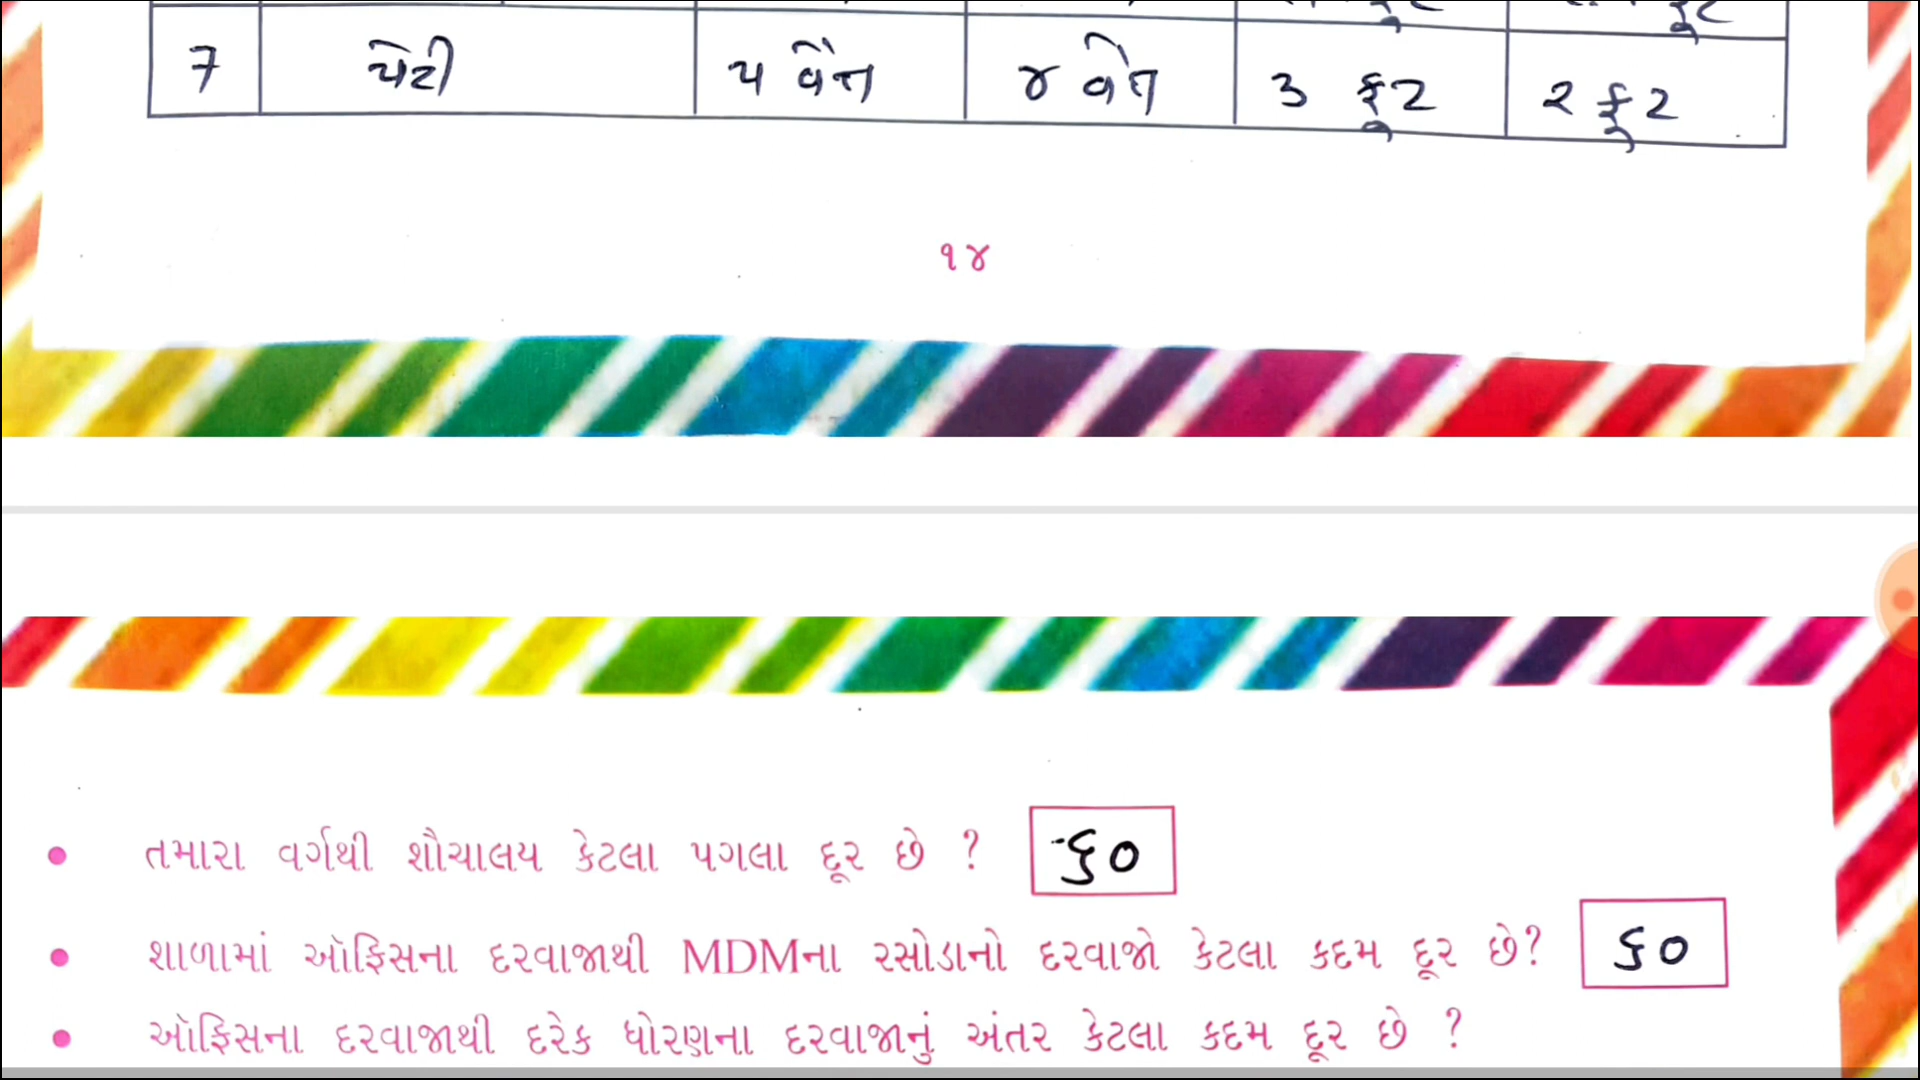 7 પેટી ૫ વેંત ૪ વેંત 3 ફૂટ ૨ ફૂટ
૧૪
તમારા વર્ગથી શૌચાલય કેટલા પગલા દૂર છે ? ૬૦
શાળામાં ઑફિસના દરવાજાથી MDMના રસોડાનો દરવાજો કેટલા કદમ દૂર છે? ૬૦
ઑફિસના દરવાજાથી દરેક ધોરણના દરવાજાનું અંતર કેટલા કદમ દૂર છે ?